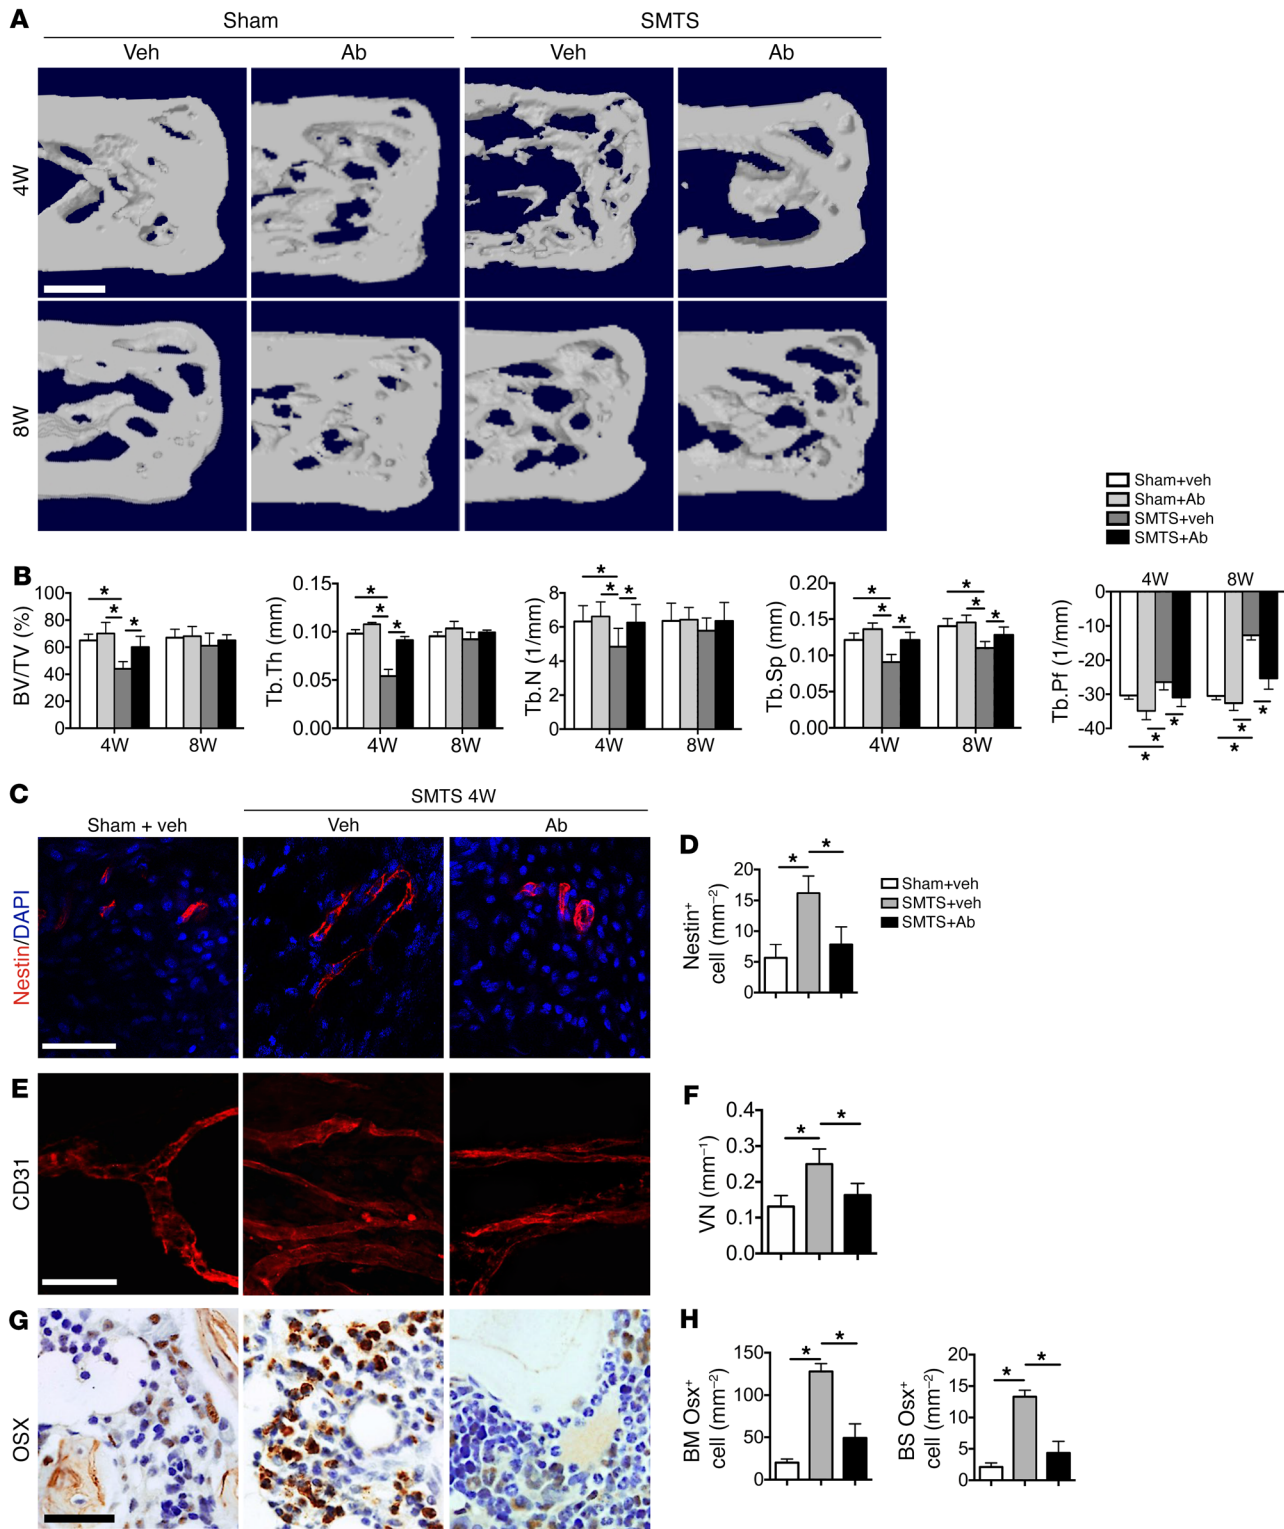 A
Sham
SMTS
Veh
Ab
Veh
Ab
4W
8W
Sham+veh
Sham+Ab
SMTS+veh
SMTS+Ab
B
BV/TV (%)
100
80
60
40
20
0
* * *
4W
8W
Tb.Th (mm)
0.15
0.10
0.05
0.00
* * *
4W
8W
Tb.N (1/mm)
8
6
4
2
0
* * *
4W
8W
Tb.Sp (mm)
0.20
0.15
0.10
0.05
0.00
* * *
* * *
4W
8W
Tb.Pf (1/mm)
4W
8W
0
-10
-20
-30
-40
* * *
* * *
C
SMTS 4W
Sham + veh
Veh
Ab
Nestin/DAPI
D
Nestin⁺
cell (mm⁻²)
20
15
10
5
0
* *
Sham+veh
SMTS+veh
SMTS+Ab
E
CD31
F
VN (mm⁻¹)
0.4
0.3
0.2
0.1
0.0
* *
G
OSX
H
BM Osx⁺
cell (mm⁻²)
150
100
50
0
* *
BS Osx⁺
cell (mm⁻²)
20
15
10
5
0
* *